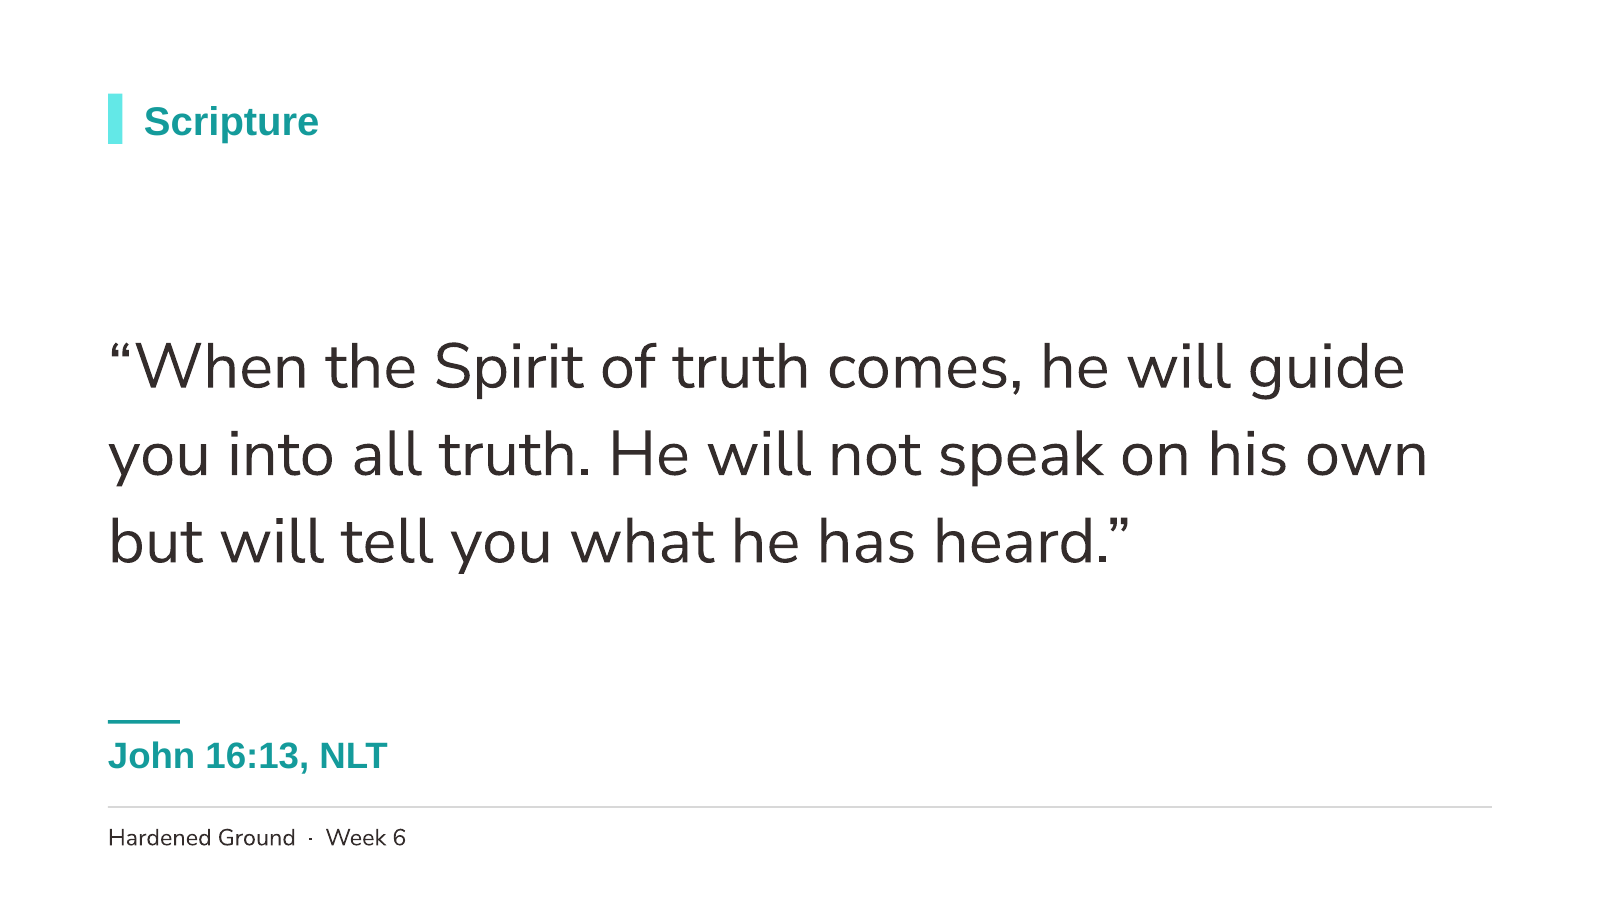 Scripture
“When the Spirit of truth comes, he will guide
you into all truth. He will not speak on his own
but will tell you what he has heard.”
John 16:13, NLT
Hardened Ground · Week 6